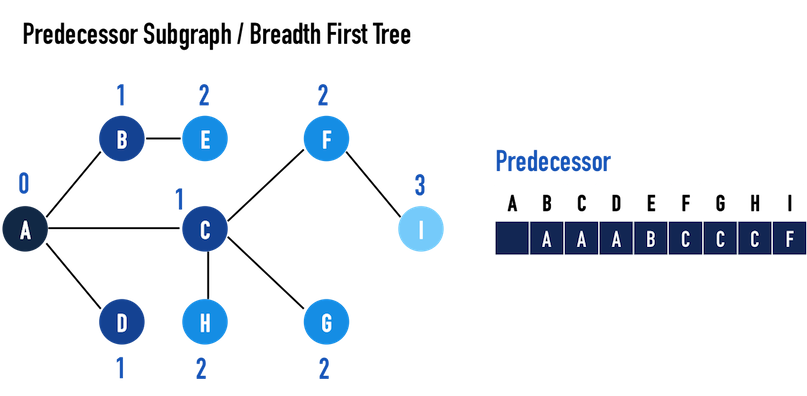 Predecessor Subgraph / Breadth First Tree
1 2 2
B E F
0 1 3
A C I
D H G
1 2 2
Predecessor
A B C D E F G H I
A A A B C C C F